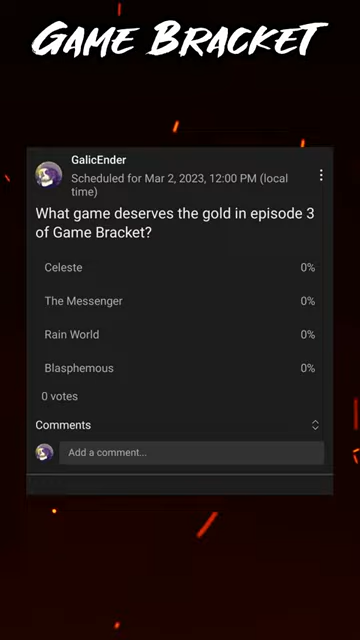 GAME BRACKET
GalicEnder
Scheduled for Mar 2, 2023, 12:00 PM (local
time)
What game deserves the gold in episode 3
of Game Bracket?
Celeste 0%
The Messenger 0%
Rain World 0%
Blasphemous 0%
0 votes
Comments
Add a comment...